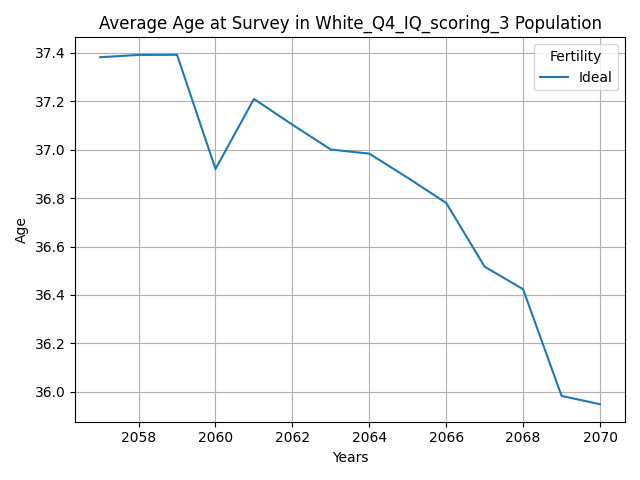 Average Age at Survey in White_Q4_IQ_scoring_3 Population
Fertility
Ideal
37.4
37.2
37.0
36.8
36.6
36.4
36.2
36.0
Age
2058 2060 2062 2064 2066 2068 2070
Years